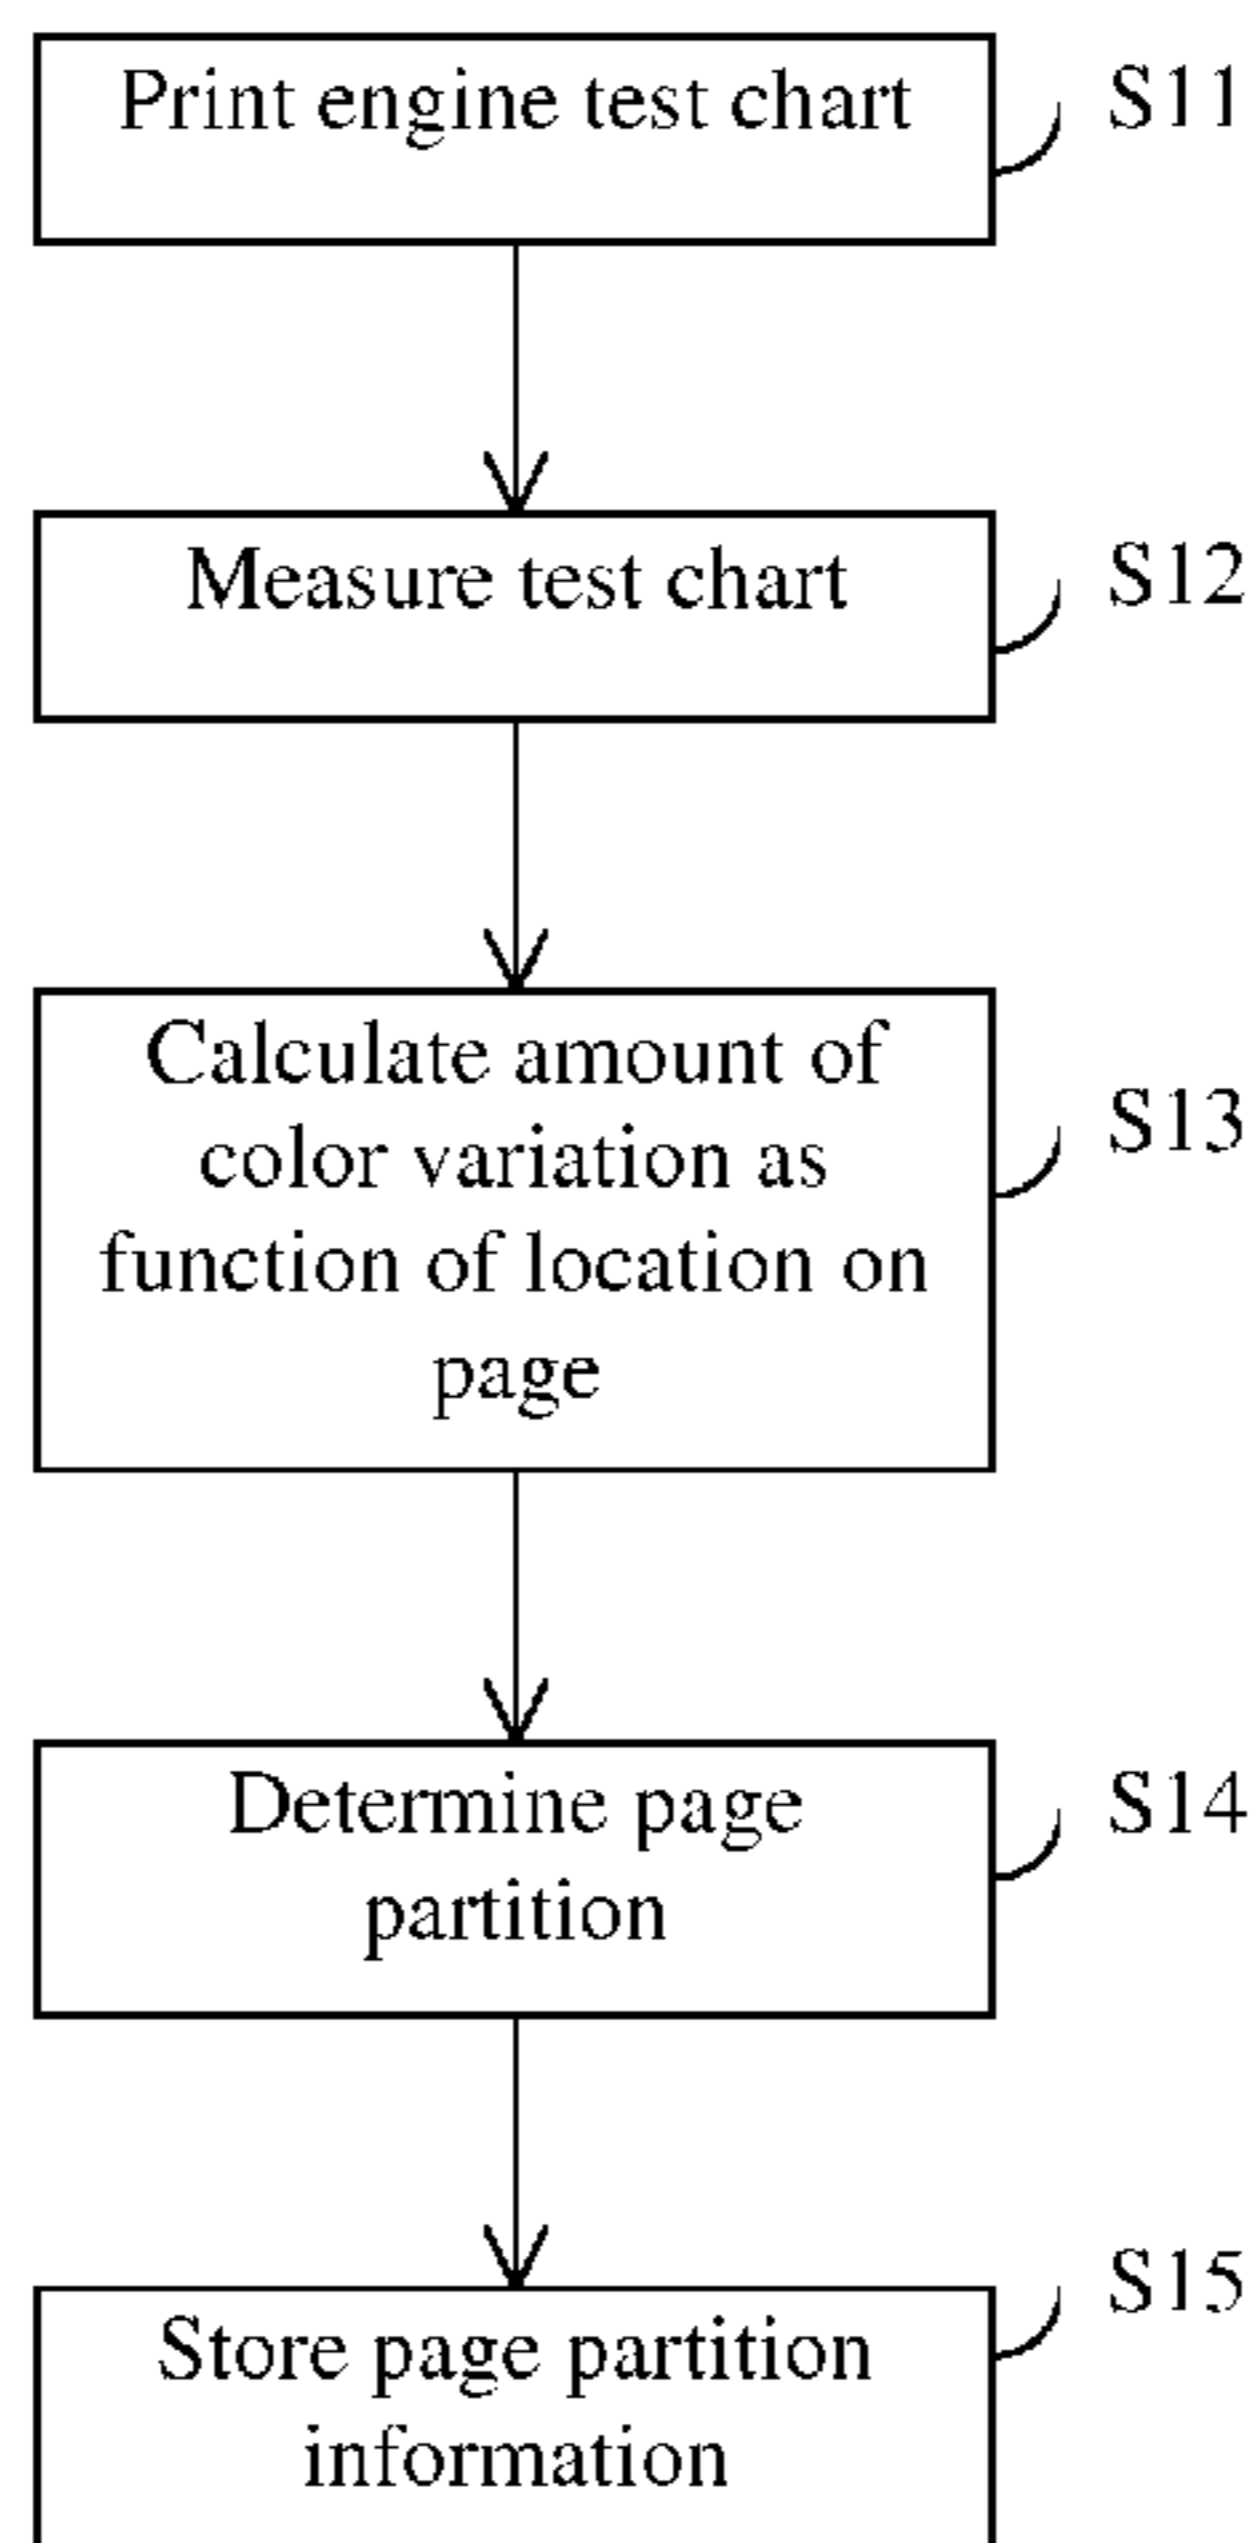 Print engine test chart
S11
Measure test chart
S12
Calculate amount of
color variation as
function of location on
page
S13
Determine page
partition
S14
Store page partition
information
S15